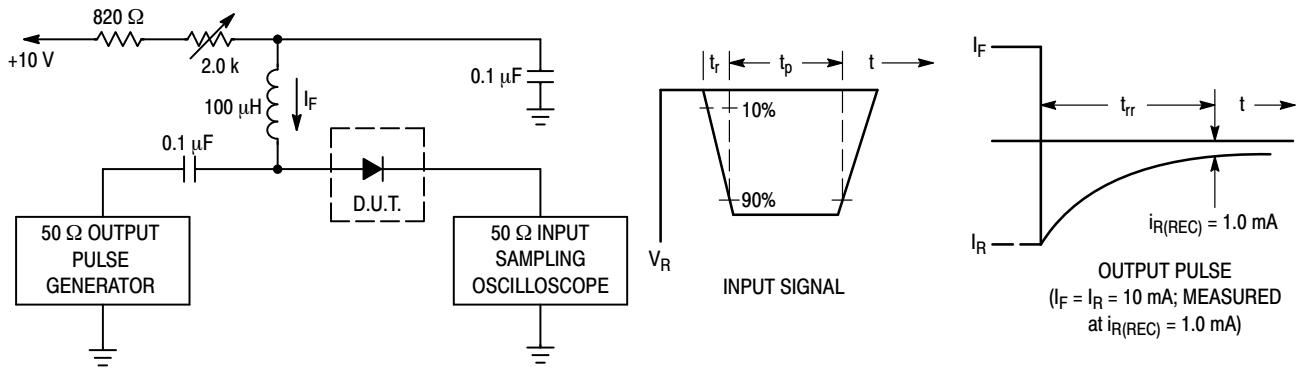 820 Ω
+10 V
2.0 k
100 μH
I_F
0.1 μF
0.1 μF
D.U.T.
50 Ω OUTPUT
PULSE
GENERATOR
50 Ω INPUT
SAMPLING
OSCILLOSCOPE
t_r
t_p
t
10%
90%
V_R
INPUT SIGNAL
I_F
t_rr
t
I_R
i_R(REC) = 1.0 mA
OUTPUT PULSE
(I_F = I_R = 10 mA; MEASURED
at i_R(REC) = 1.0 mA)